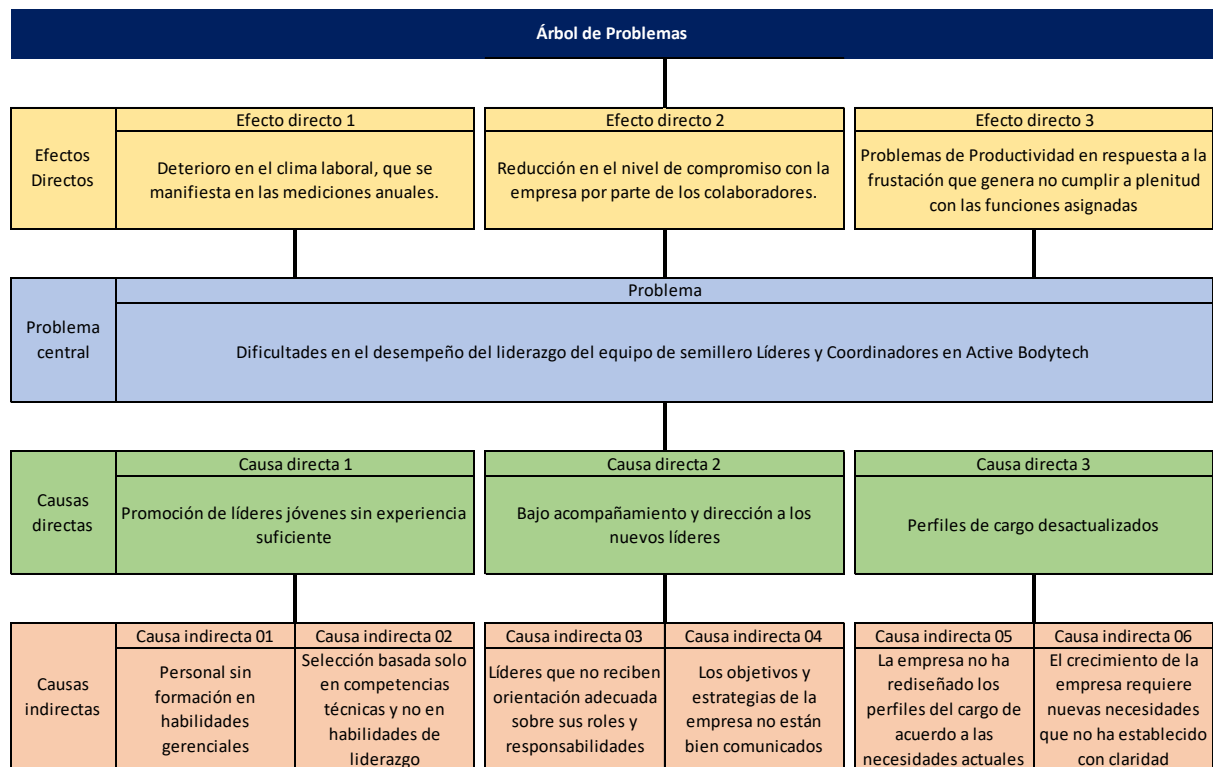 Árbol de Problemas
Efectos
Directos
Efecto directo 1
Deterioro en el clima laboral, que se
manifiesta en las mediciones anuales.
Efecto directo 2
Reducción en el nivel de compromiso con la
empresa por parte de los colaboradores.
Efecto directo 3
Problemas de Productividad en respuesta a la
frustación que genera no cumplir a plenitud
con las funciones asignadas
Problema
central
Problema
Dificultades en el desempeño del liderazgo del equipo de semillero Líderes y Coordinadores en Active Bodytech
Causas
directas
Causa directa 1
Promoción de líderes jóvenes sin experiencia
suficiente
Causa directa 2
Bajo acompañamiento y dirección a los
nuevos líderes
Causa directa 3
Perfiles de cargo desactualizados
Causas
indirectas
Causa indirecta 01
Personal sin
formación en
habilidades
gerenciales
Causa indirecta 02
Selección basada solo
en competencias
técnicas y no en
habilidades de
liderazgo
Causa indirecta 03
Líderes que no reciben
orientación adecuada
sobre sus roles y
responsabilidades
Causa indirecta 04
Los objetivos y
estrategias de la
empresa no están
bien comunicados
Causa indirecta 05
La empresa no ha
rediseñado los
perfiles del cargo de
acuerdo a las
necesidades actuales
Causa indirecta 06
El crecimiento de la
empresa requiere
nuevas necesidades
que no ha establecido
con claridad